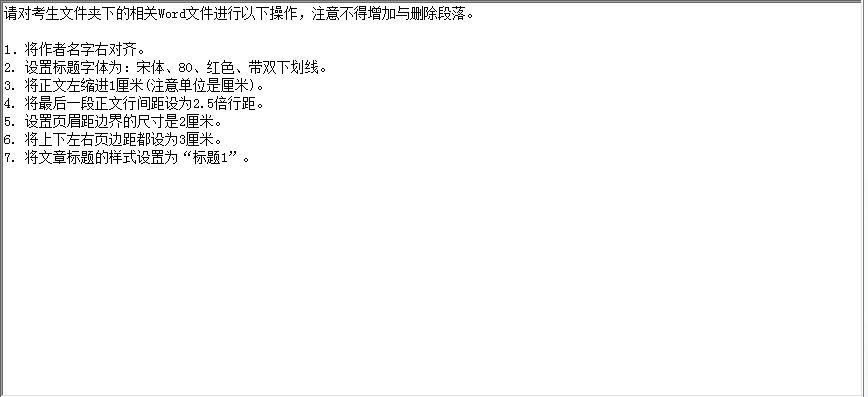 请对考生文件夹下的相关Word文件进行以下操作，注意不得增加与删除段落。
1. 将作者名字右对齐。
2. 设置标题字体为：宋体、80、红色、带双下划线。
3. 将正文左缩进1厘米(注意单位是厘米)。
4. 将最后一段正文行间距设为2.5倍行距。
5. 设置页眉距边界的尺寸是2厘米。
6. 将上下左右页边距都设为3厘米。
7. 将文章标题的样式设置为“标题1”。